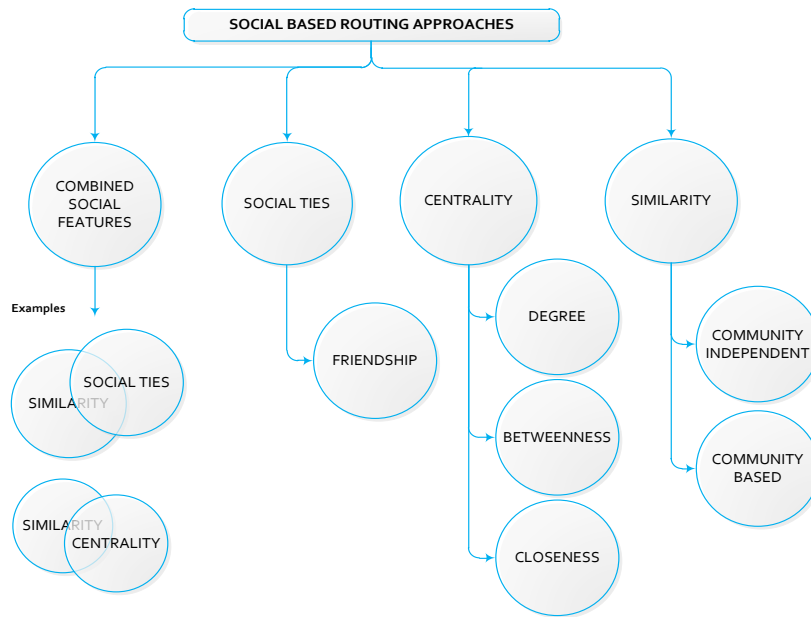 SOCIAL BASED ROUTING APPROACHES
COMBINED
SOCIAL
FEATURES
SOCIAL TIES
CENTRALITY
SIMILARITY
Examples
SOCIAL TIES
SIMILARITY
SIMILARITY
CENTRALITY
FRIENDSHIP
DEGREE
BETWEENNESS
CLOSENESS
COMMUNITY
INDEPENDENT
COMMUNITY
BASED